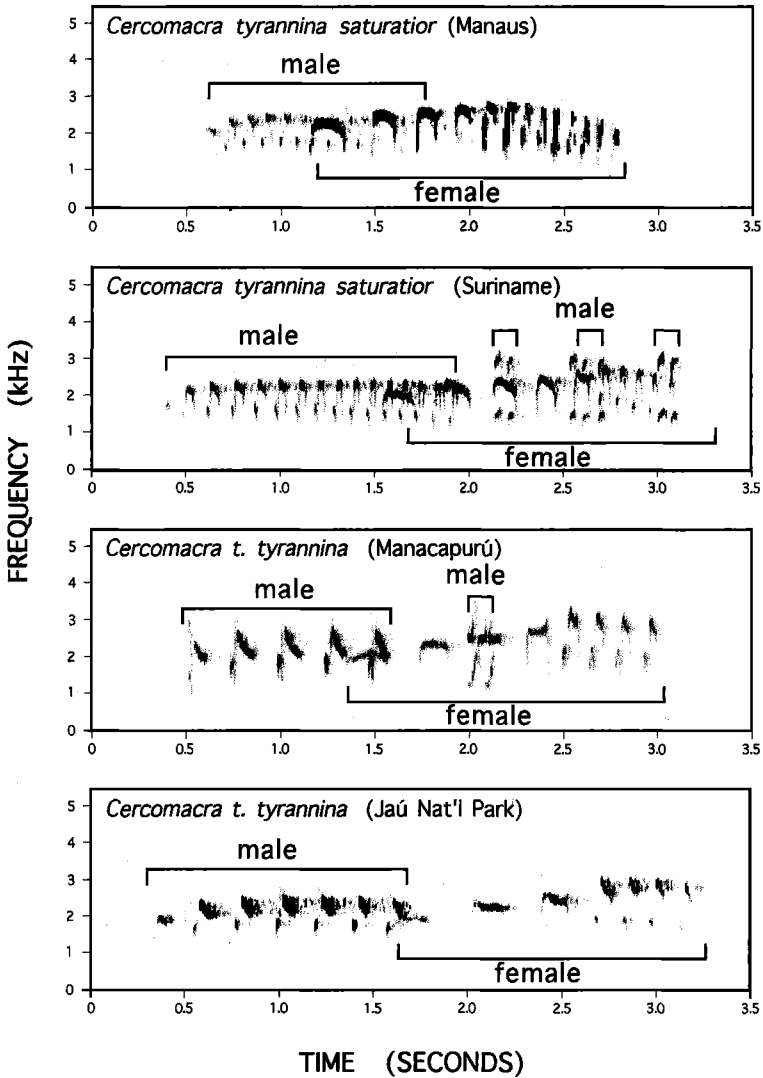 FREQUENCY (kHz)
Cercomacra tyrannina saturatior (Manaus)
male
female
5
4
3
2
1
0
0 0.5 1.0 1.5 2.0 2.5 3.0 3.5
Cercomacra tyrannina saturatior (Suriname)
male
male
female
5
4
3
2
1
0
0 0.5 1.0 1.5 2.0 2.5 3.0 3.5
Cercomacra t. tyrannina (Manacapurú)
male
male
female
5
4
3
2
1
0
0 0.5 1.0 1.5 2.0 2.5 3.0 3.5
Cercomacra t. tyrannina (Jaú Nat'l Park)
male
female
5
4
3
2
1
0
0 0.5 1.0 1.5 2.0 2.5 3.0 3.5
TIME (SECONDS)